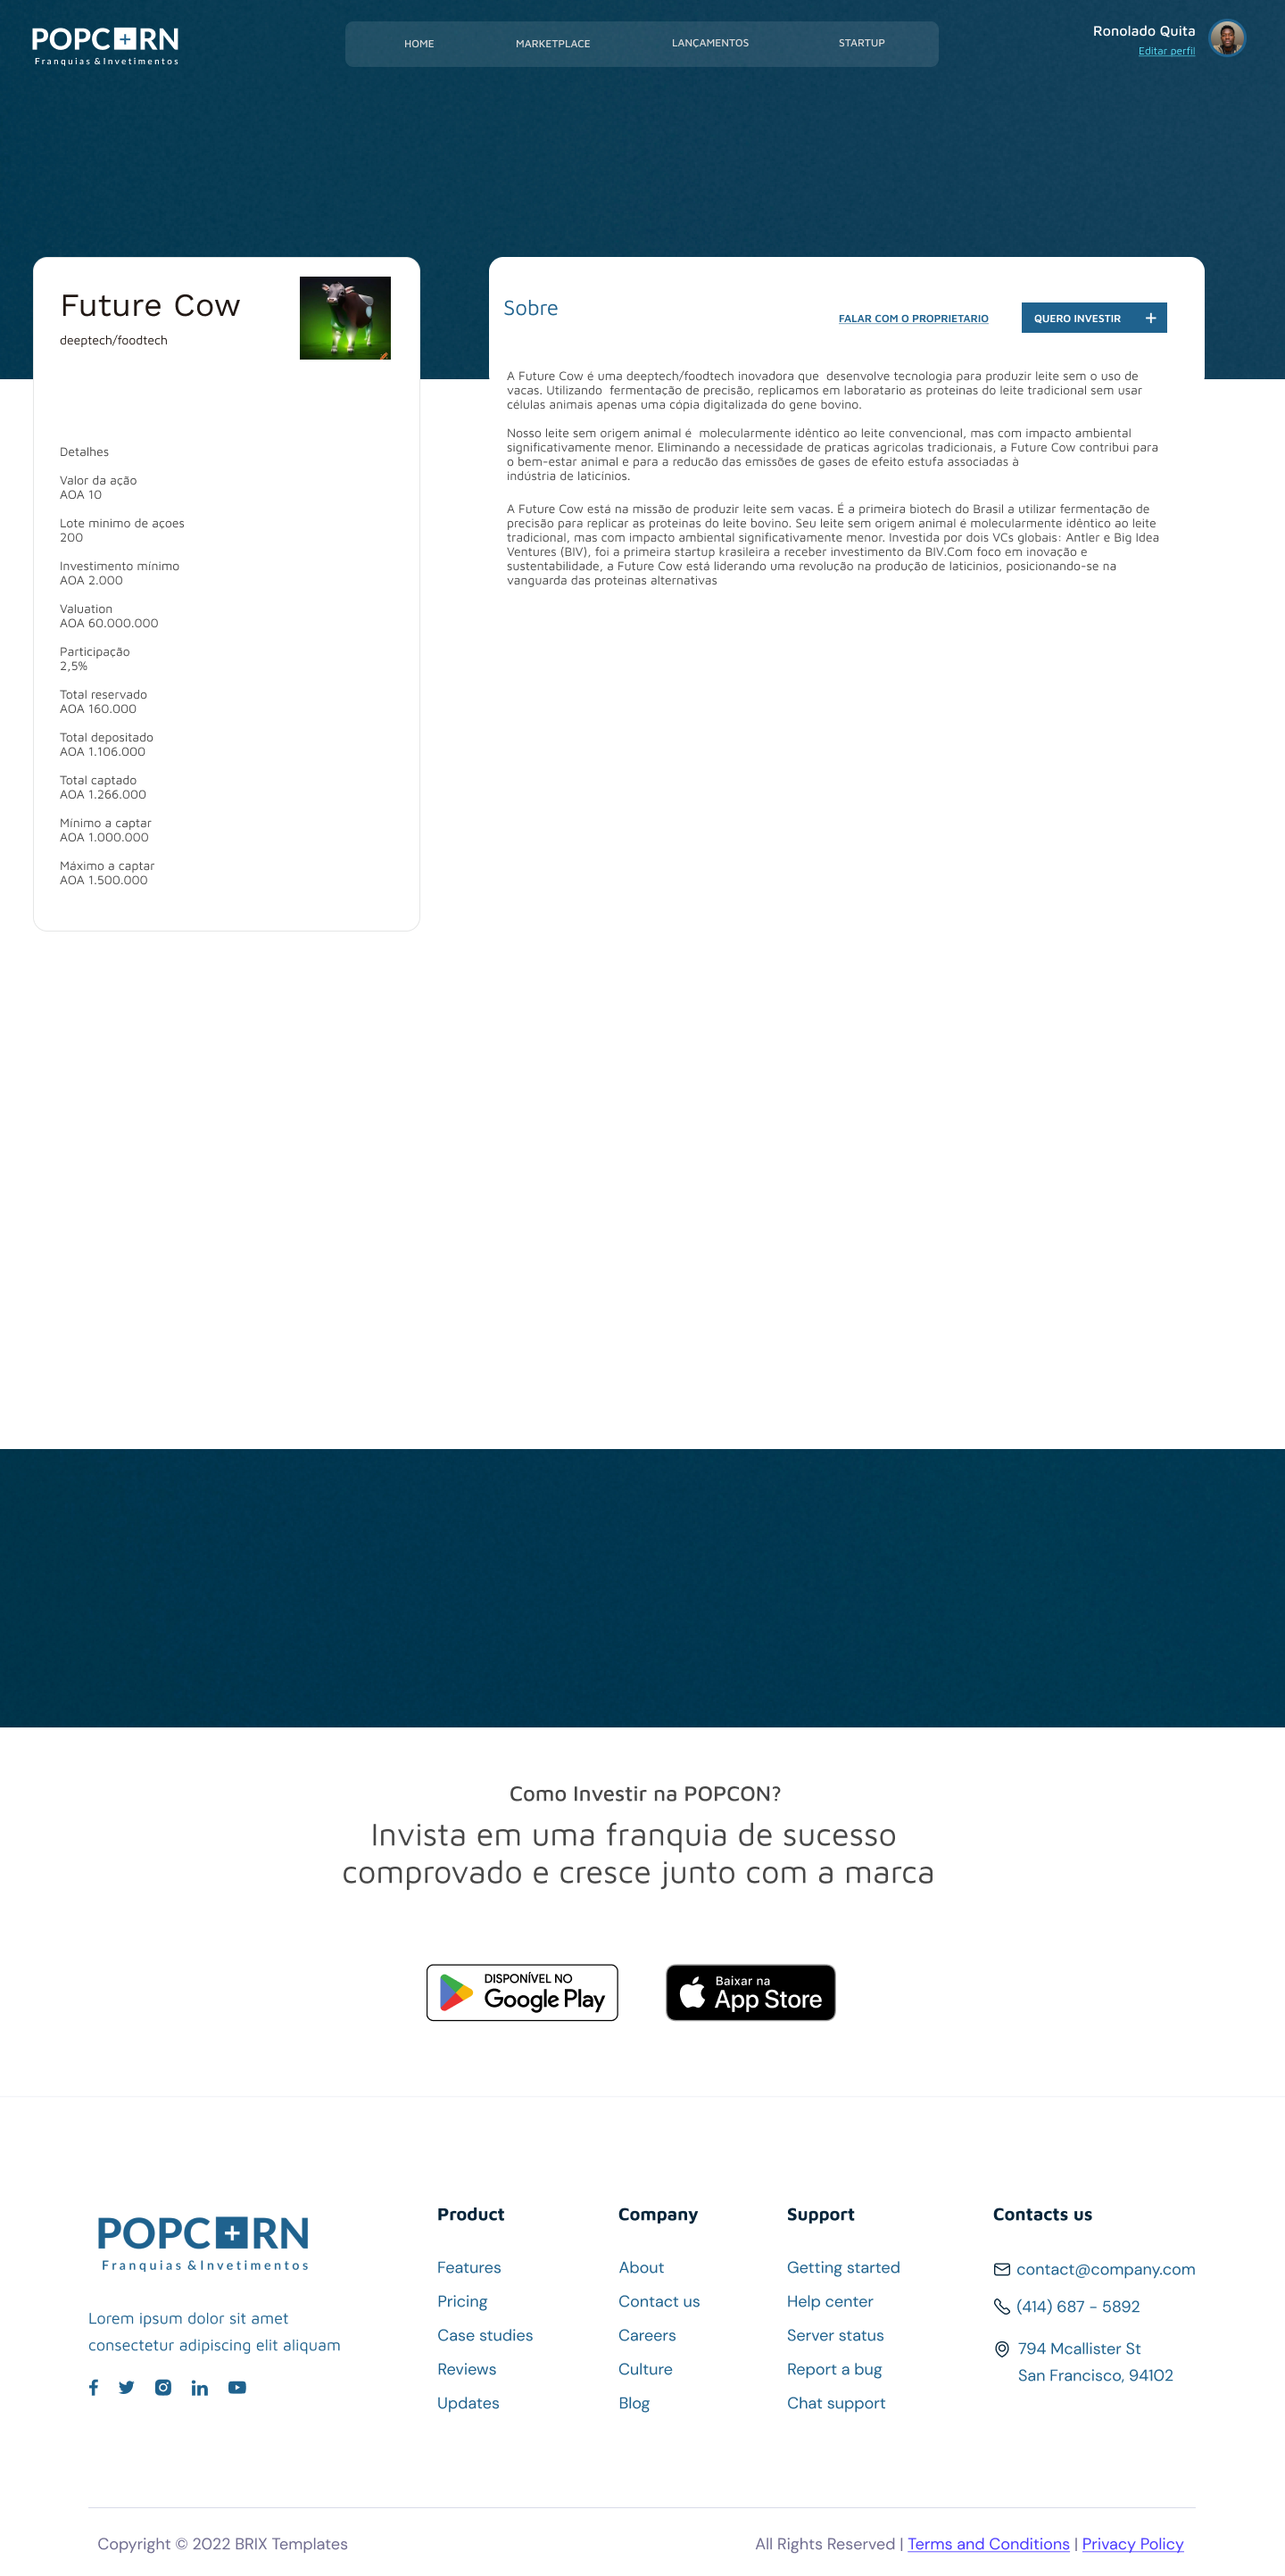 POPCORN
Franquias & Invetimentos
HOME
MARKETPLACE
LANÇAMENTOS
STARTUP
Ronolado Quita
Editar perfil
Future Cow
deeptech/foodtech
Detalhes
Valor da ação
AOA 10
Lote minimo de açoes
200
Investimento mínimo
AOA 2.000
Valuation
AOA 60.000.000
Participação
2,5%
Total reservado
AOA 160.000
Total depositado
AOA 1.106.000
Total captado
AOA 1.266.000
Mínimo a captar
AOA 1.000.000
Máximo a captar
AOA 1.500.000
Sobre
FALAR COM O PROPRIETARIO
QUERO INVESTIR +
A Future Cow é uma deeptech/foodtech inovadora que desenvolve tecnologia para produzir leite sem o uso de
vacas. Utilizando fermentação de precisão, replicamos em laboratario as proteinas do leite tradicional sem usar
células animais apenas uma cópia digitalizada do gene bovino.
Nosso leite sem origem animal é molecularmente idêntico ao leite convencional, mas com impacto ambiental
significativamente menor. Eliminando a necessidade de praticas agricolas tradicionais, a Future Cow contribui para
o bem-estar animal e para a redução das emissões de gases de efeito estufa associadas à
indústria de laticínios.
A Future Cow está na missão de produzir leite sem vacas. É a primeira biotech do Brasil a utilizar fermentação de
precisão para replicar as proteinas do leite bovino. Seu leite sem origem animal é molecularmente idêntico ao leite
tradicional, mas com impacto ambiental significativamente menor. Investida por dois VCs globais: Antler e Big Idea
Ventures (BIV), foi a primeira startup krasileira a receber investimento da BIV.Com foco em inovação e
sustentabilidade, a Future Cow está liderando uma revolução na produção de laticinios, posicionando-se na
vanguarda das proteinas alternativas
Como Investir na POPCON?
Invista em uma franquia de sucesso
comprovado e cresce junto com a marca
DISPONÍVEL NO
Google Play
Baixar na
App Store
POPCORN
Franquias & Invetimentos
Lorem ipsum dolor sit amet
consectetur adipiscing elit aliquam
Product
Features
Pricing
Case studies
Reviews
Updates
Company
About
Contact us
Careers
Culture
Blog
Support
Getting started
Help center
Server status
Report a bug
Chat support
Contacts us
contact@company.com
(414) 687 - 5892
794 Mcallister St
San Francisco, 94102
Copyright © 2022 BRIX Templates
All Rights Reserved | Terms and Conditions | Privacy Policy